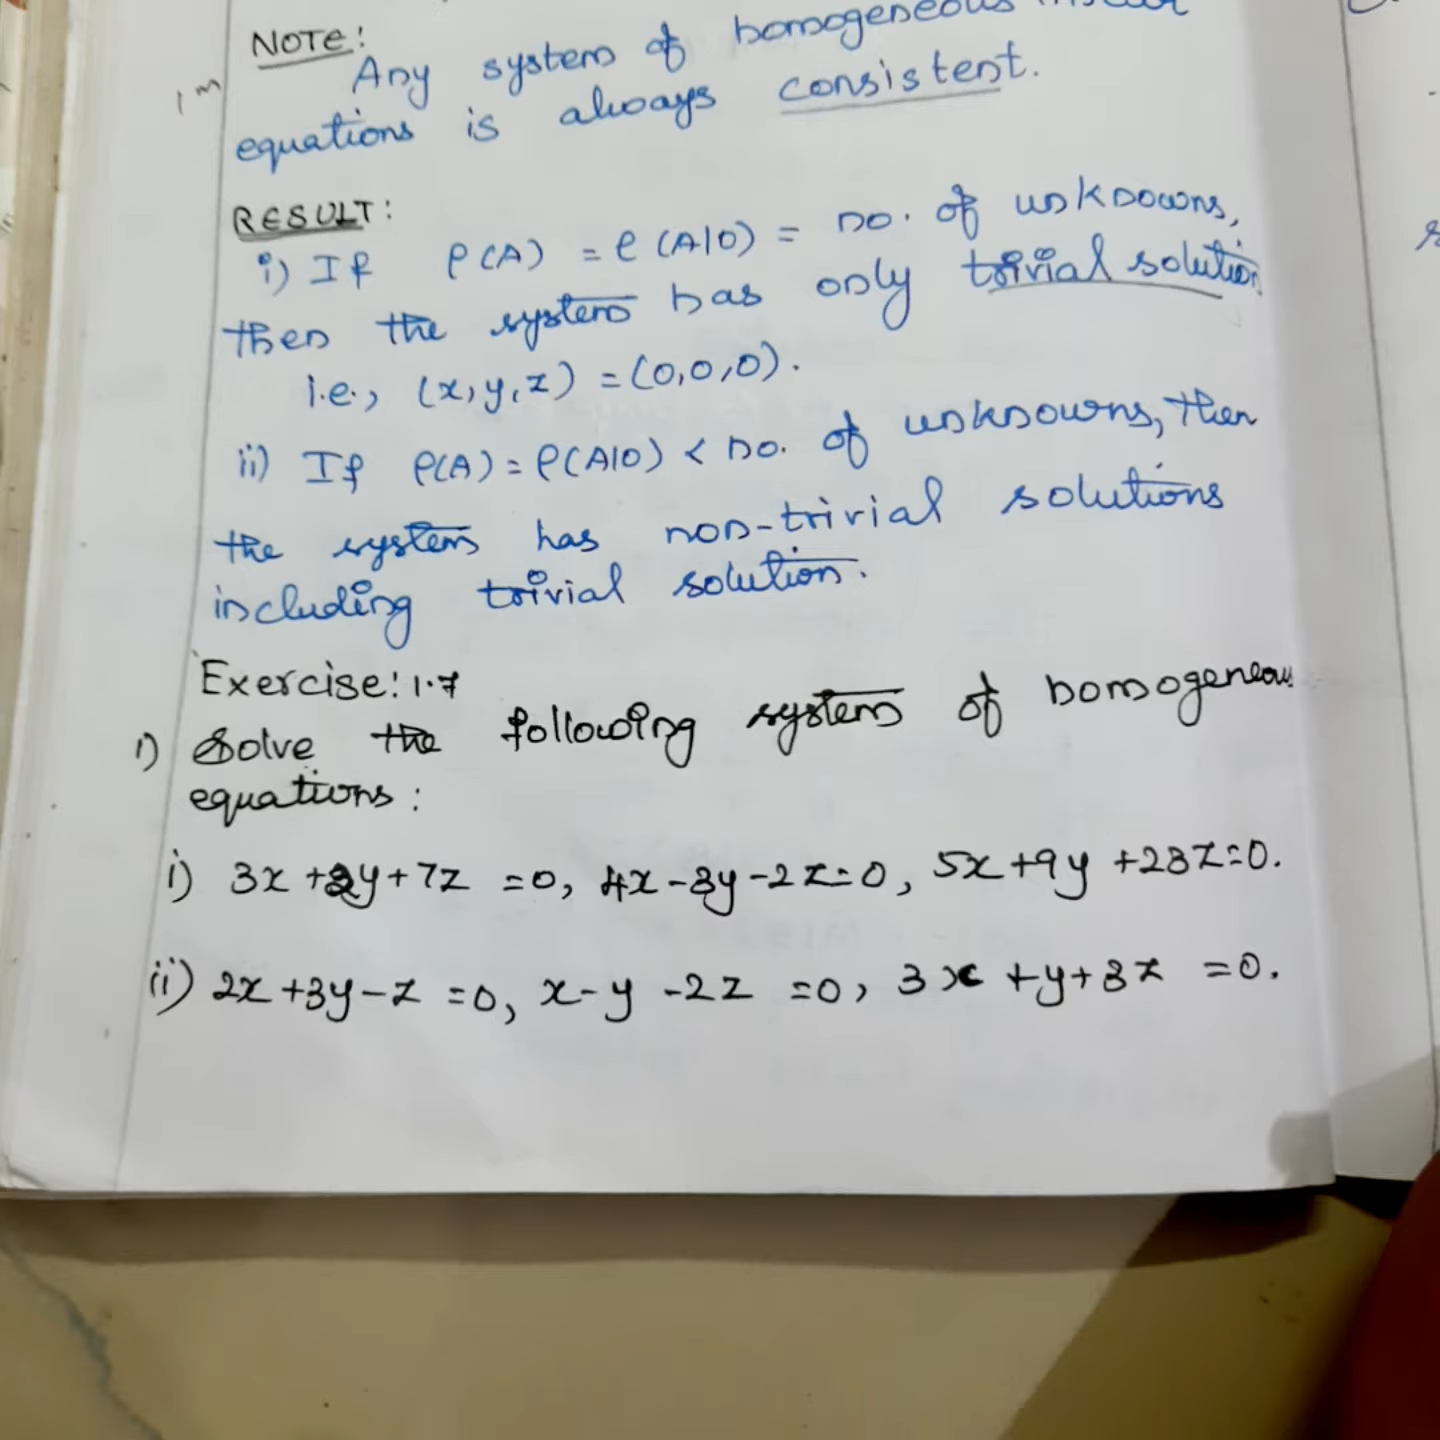 NOTE:
1 m Any system of homogeneous
equations is always consistent.
RESULT:
i) If ρ(A) = ρ(A|0) = no. of unknowns,
then the system has only trivial solution
i.e., (x,y,z) = (0,0,0).
ii) If ρ(A) = ρ(A|0) < no. of unknowns, then
the system has non-trivial solutions
including trivial solution.
Exercise: 1.7
1) Solve the following system of homogeneous
equations:
i) 3x + 2y + 7z = 0, 4x - 3y - 2z = 0, 5x + 9y + 23z = 0.
ii) 2x + 3y - z = 0, x - y - 2z = 0, 3x + y + 3z = 0.